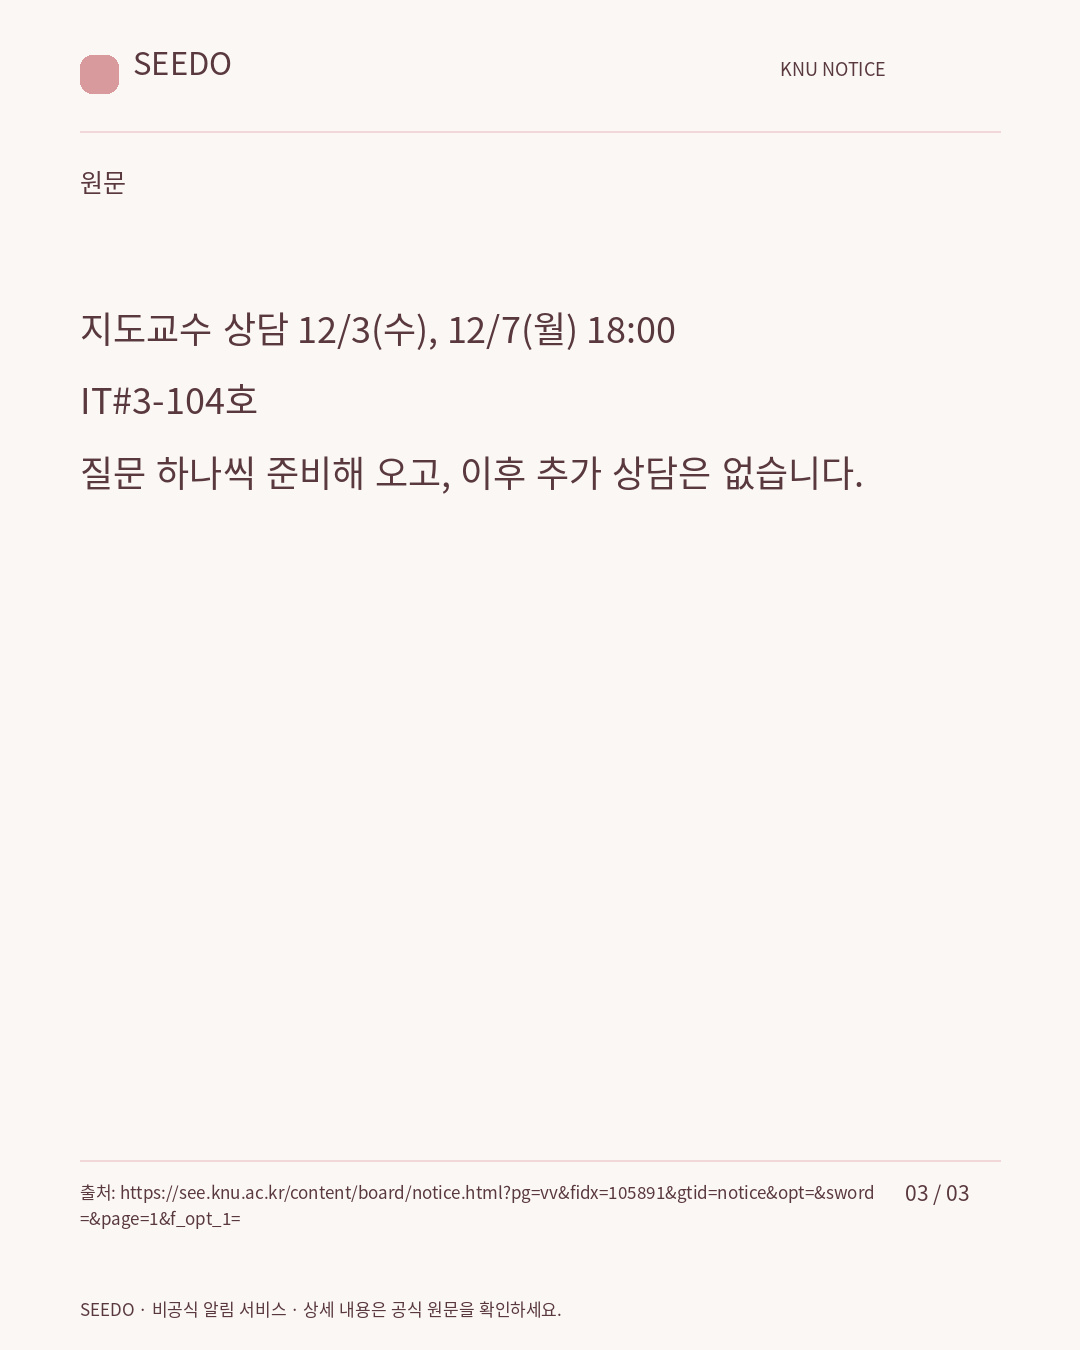 SEEDO
KNU NOTICE
원문
지도교수 상담 12/3(수), 12/7(월) 18:00
IT#3-104호
질문 하나씩 준비해 오고, 이후 추가 상담은 없습니다.
출처: https://see.knu.ac.kr/content/board/notice.html?pg=vv&fidx=105891&gtid=notice&opt=&sword
=&page=1&f_opt_1=
03 / 03
SEEDO · 비공식 알림 서비스 · 상세 내용은 공식 원문을 확인하세요.